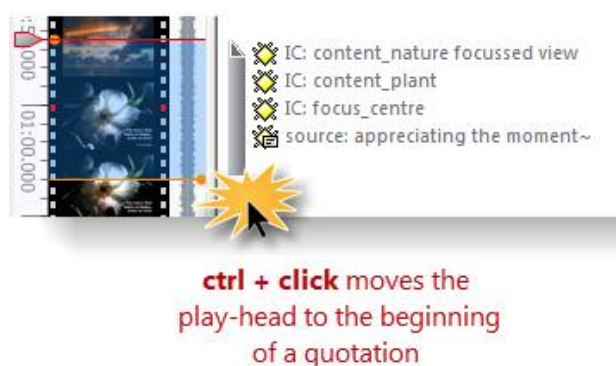 :5
.000
01:00.000
IC: content_nature focussed view
IC: content_plant
IC: focus_centre
source: appreciating the moment~
ctrl + click moves the
play-head to the beginning
of a quotation